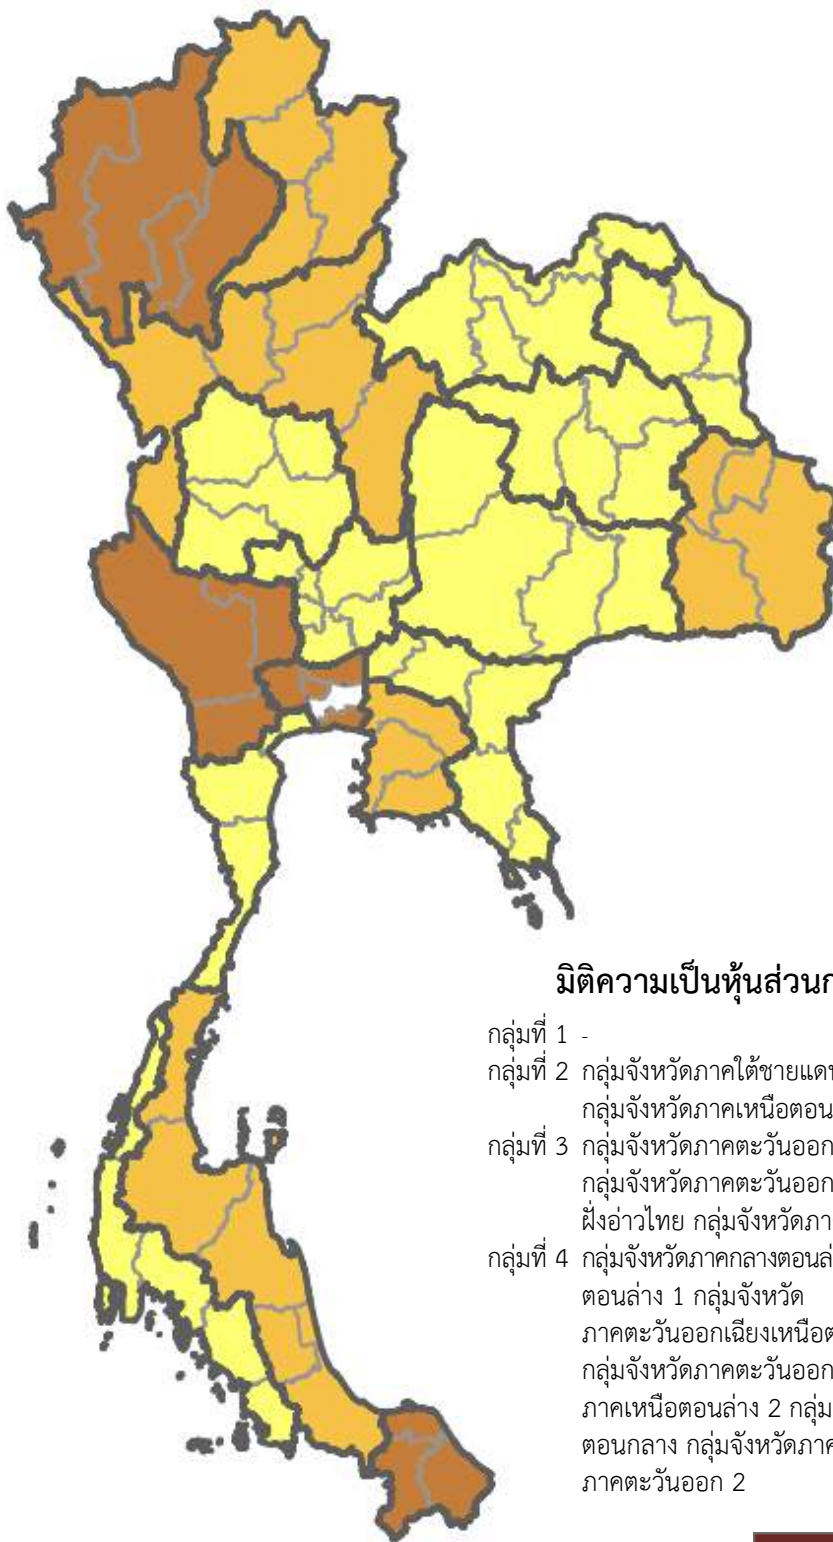 มิติความเป็นหุ้นส่วนก
กลุ่มที่ 1 -
กลุ่มที่ 2 กลุ่มจังหวัดภาคใต้ชายแดน
กลุ่มจังหวัดภาคเหนือตอน
กลุ่มที่ 3 กลุ่มจังหวัดภาคตะวันออก
กลุ่มจังหวัดภาคตะวันออก
ฝั่งอ่าวไทย กลุ่มจังหวัดภา
กลุ่มที่ 4 กลุ่มจังหวัดภาคกลางตอนล่
ตอนล่าง 1 กลุ่มจังหวัด
ภาคตะวันออกเฉียงเหนือต
กลุ่มจังหวัดภาคตะวันออก
ภาคเหนือตอนล่าง 2 กลุ่ม
ตอนกลาง กลุ่มจังหวัดภาค
ภาคตะวันออก 2